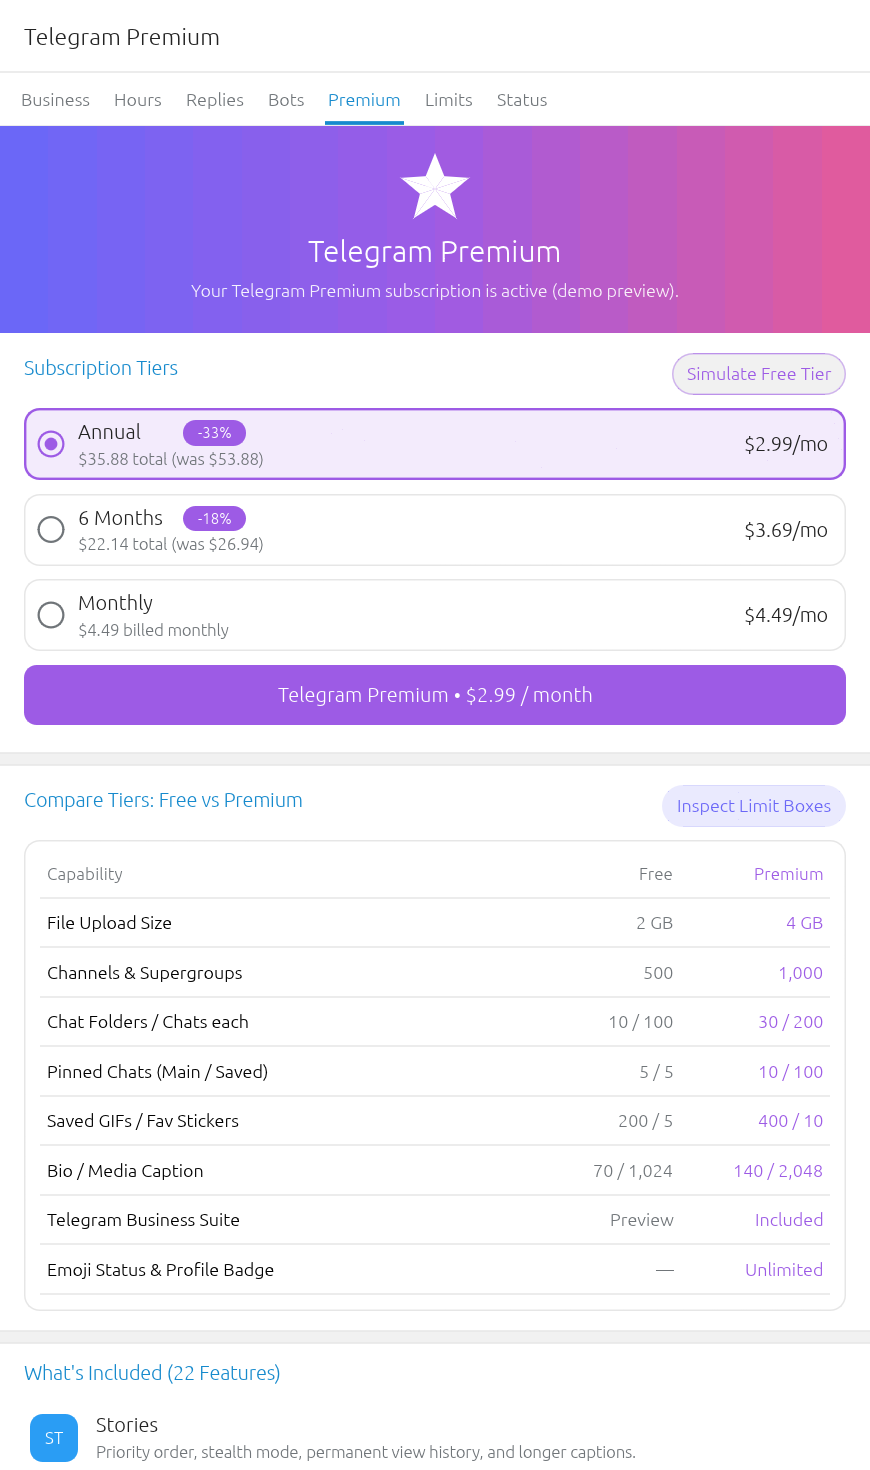 Telegram Premium
Business Hours Replies Bots Premium Limits Status
Telegram Premium
Your Telegram Premium subscription is active (demo preview).
Subscription Tiers
Simulate Free Tier
Annual -33%
$35.88 total (was $53.88)
$2.99/mo
6 Months -18%
$22.14 total (was $26.94)
$3.69/mo
Monthly
$4.49 billed monthly
$4.49/mo
Telegram Premium • $2.99 / month
Compare Tiers: Free vs Premium
Inspect Limit Boxes
Capability Free Premium
File Upload Size 2 GB 4 GB
Channels & Supergroups 500 1,000
Chat Folders / Chats each 10 / 100 30 / 200
Pinned Chats (Main / Saved) 5 / 5 10 / 100
Saved GIFs / Fav Stickers 200 / 5 400 / 10
Bio / Media Caption 70 / 1,024 140 / 2,048
Telegram Business Suite Preview Included
Emoji Status & Profile Badge — Unlimited
What's Included (22 Features)
ST
Stories
Priority order, stealth mode, permanent view history, and longer captions.